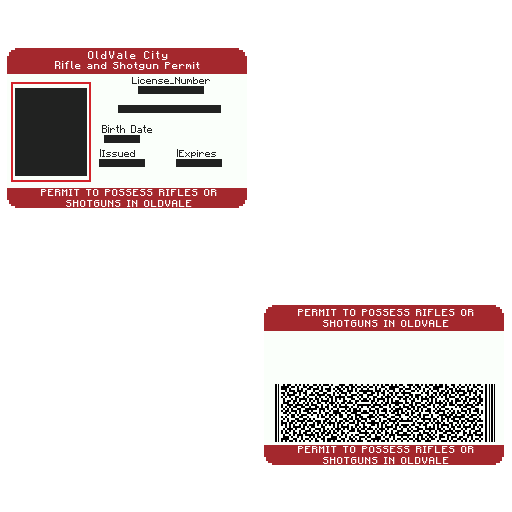 OldVale City
Rifle and Shotgun Permit
License_Number
Birth Date
Issued
Expires
PERMIT TO POSSESS RIFLES OR
SHOTGUNS IN OLDVALE
PERMIT TO POSSESS RIFLES OR
SHOTGUNS IN OLDVALE
PERMIT TO POSSESS RIFLES OR
SHOTGUNS IN OLDVALE